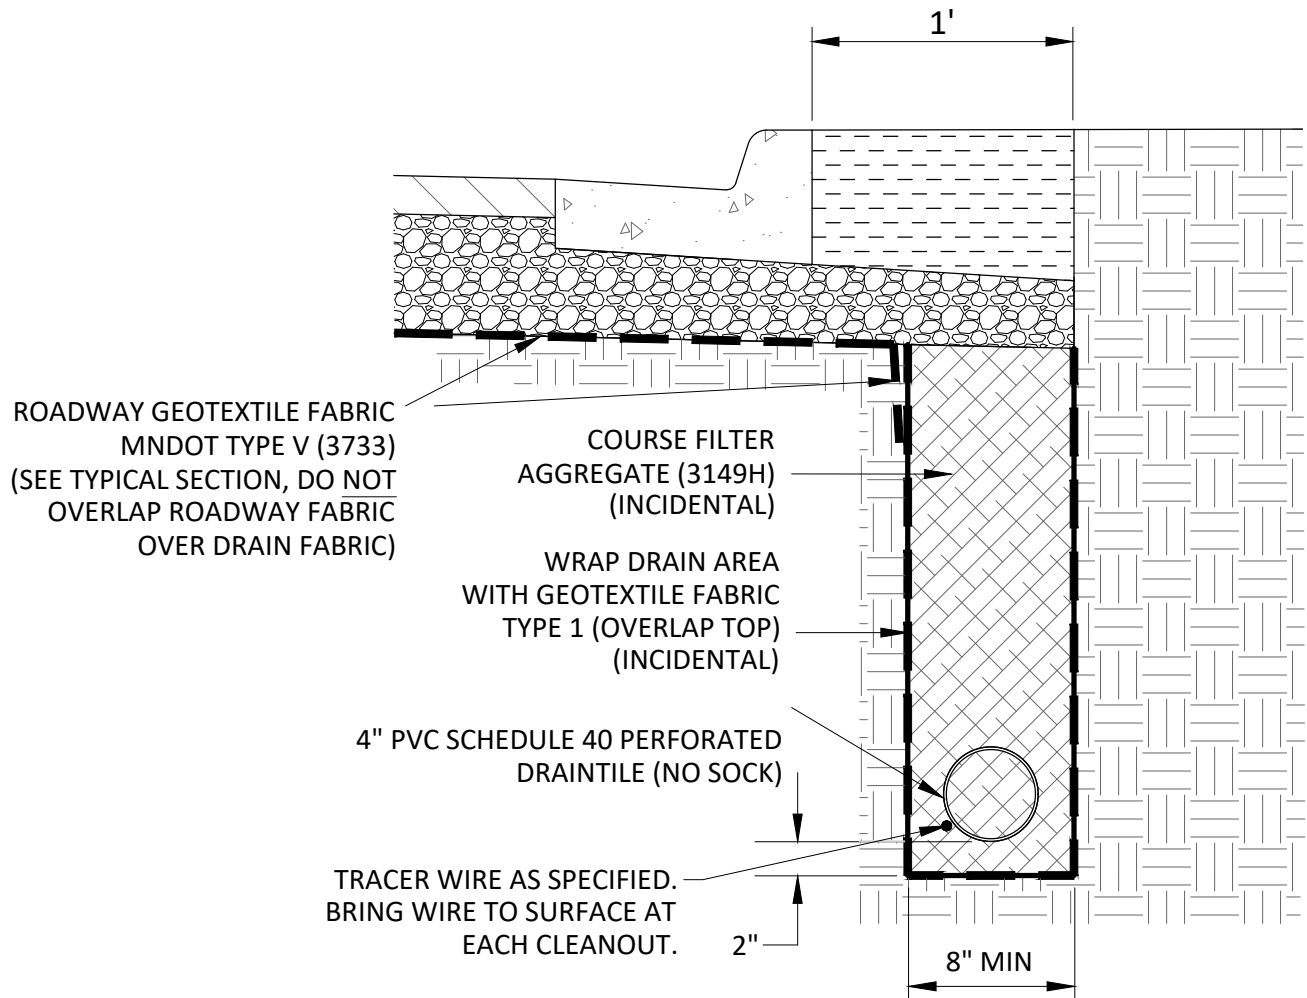 1'
ROADWAY GEOTEXTILE FABRIC
MNDOT TYPE V (3733)
(SEE TYPICAL SECTION, DO NOT
OVERLAP ROADWAY FABRIC
OVER DRAIN FABRIC)
COURSE FILTER
AGGREGATE (3149H)
(INCIDENTAL)
WRAP DRAIN AREA
WITH GEOTEXTILE FABRIC
TYPE 1 (OVERLAP TOP)
(INCIDENTAL)
4" PVC SCHEDULE 40 PERFORATED
DRAINTILE (NO SOCK)
TRACER WIRE AS SPECIFIED.
BRING WIRE TO SURFACE AT
EACH CLEANOUT.
2"
8" MIN